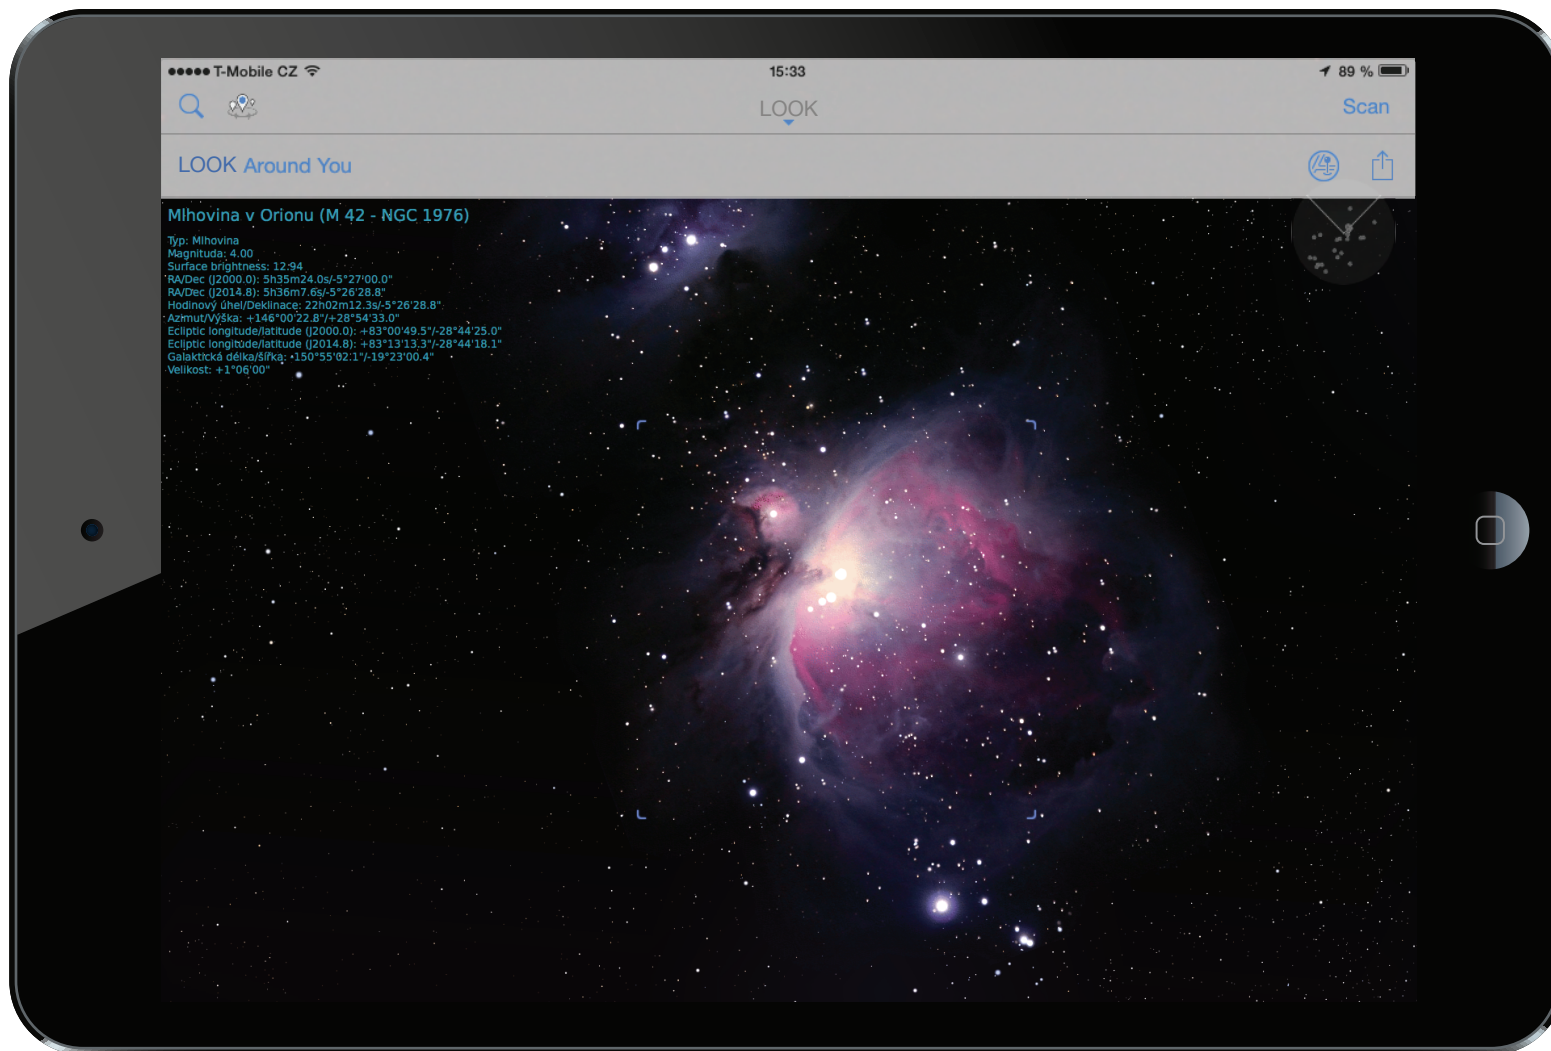 T-Mobile CZ 15:33 89 %
LOOK Scan
LOOK Around You
Mlhovina v Orionu (M 42 - NGC 1976)
Typ: Mlhovina
Magnituda: 4.00
Surface brightness: 12.94
RA/Dec (J2000.0): 5h35m24.0s/-5°27'00.0"
RA/Dec (J2014.8): 5h36m7.6s/-5°26'28.8"
Hodinový úhel/Deklinace: 22h02m12.3s/-5°26'28.8"
Azimut/Výška: +146°00'22.8"/+28°54'33.0"
Ecliptic longitude/latitude (J2000.0): +83°00'49.5"/-28°44'25.0"
Ecliptic longitude/latitude (J2014.8): +83°13'13.3"/-28°44'18.1"
Galaktická délka/šířka: -150°55'02.1"/-19°23'00.4"
Velikost: +1°06'00"